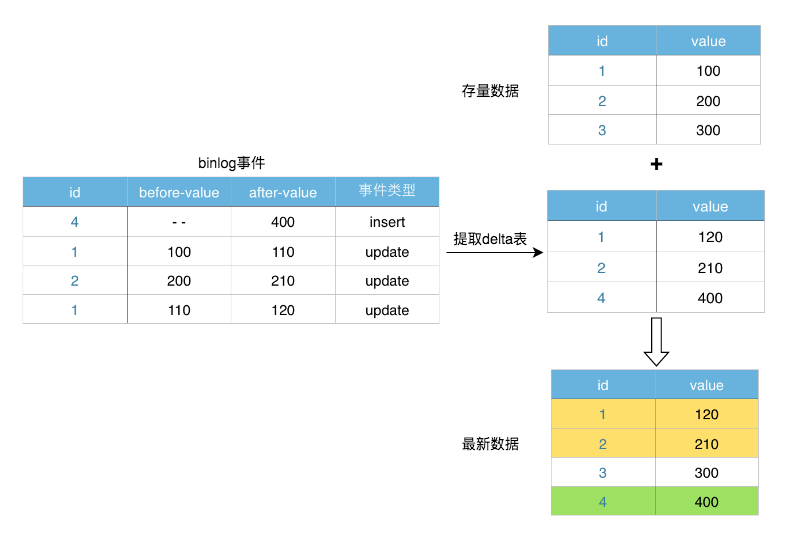 id value
存量数据
1 100
2 200
3 300
+
binlog事件
id before-value after-value 事件类型
4 - - 400 insert
1 100 110 update
2 200 210 update
1 110 120 update
提取delta表
id value
1 120
2 210
4 400
id value
1 120
最新数据
2 210
3 300
4 400